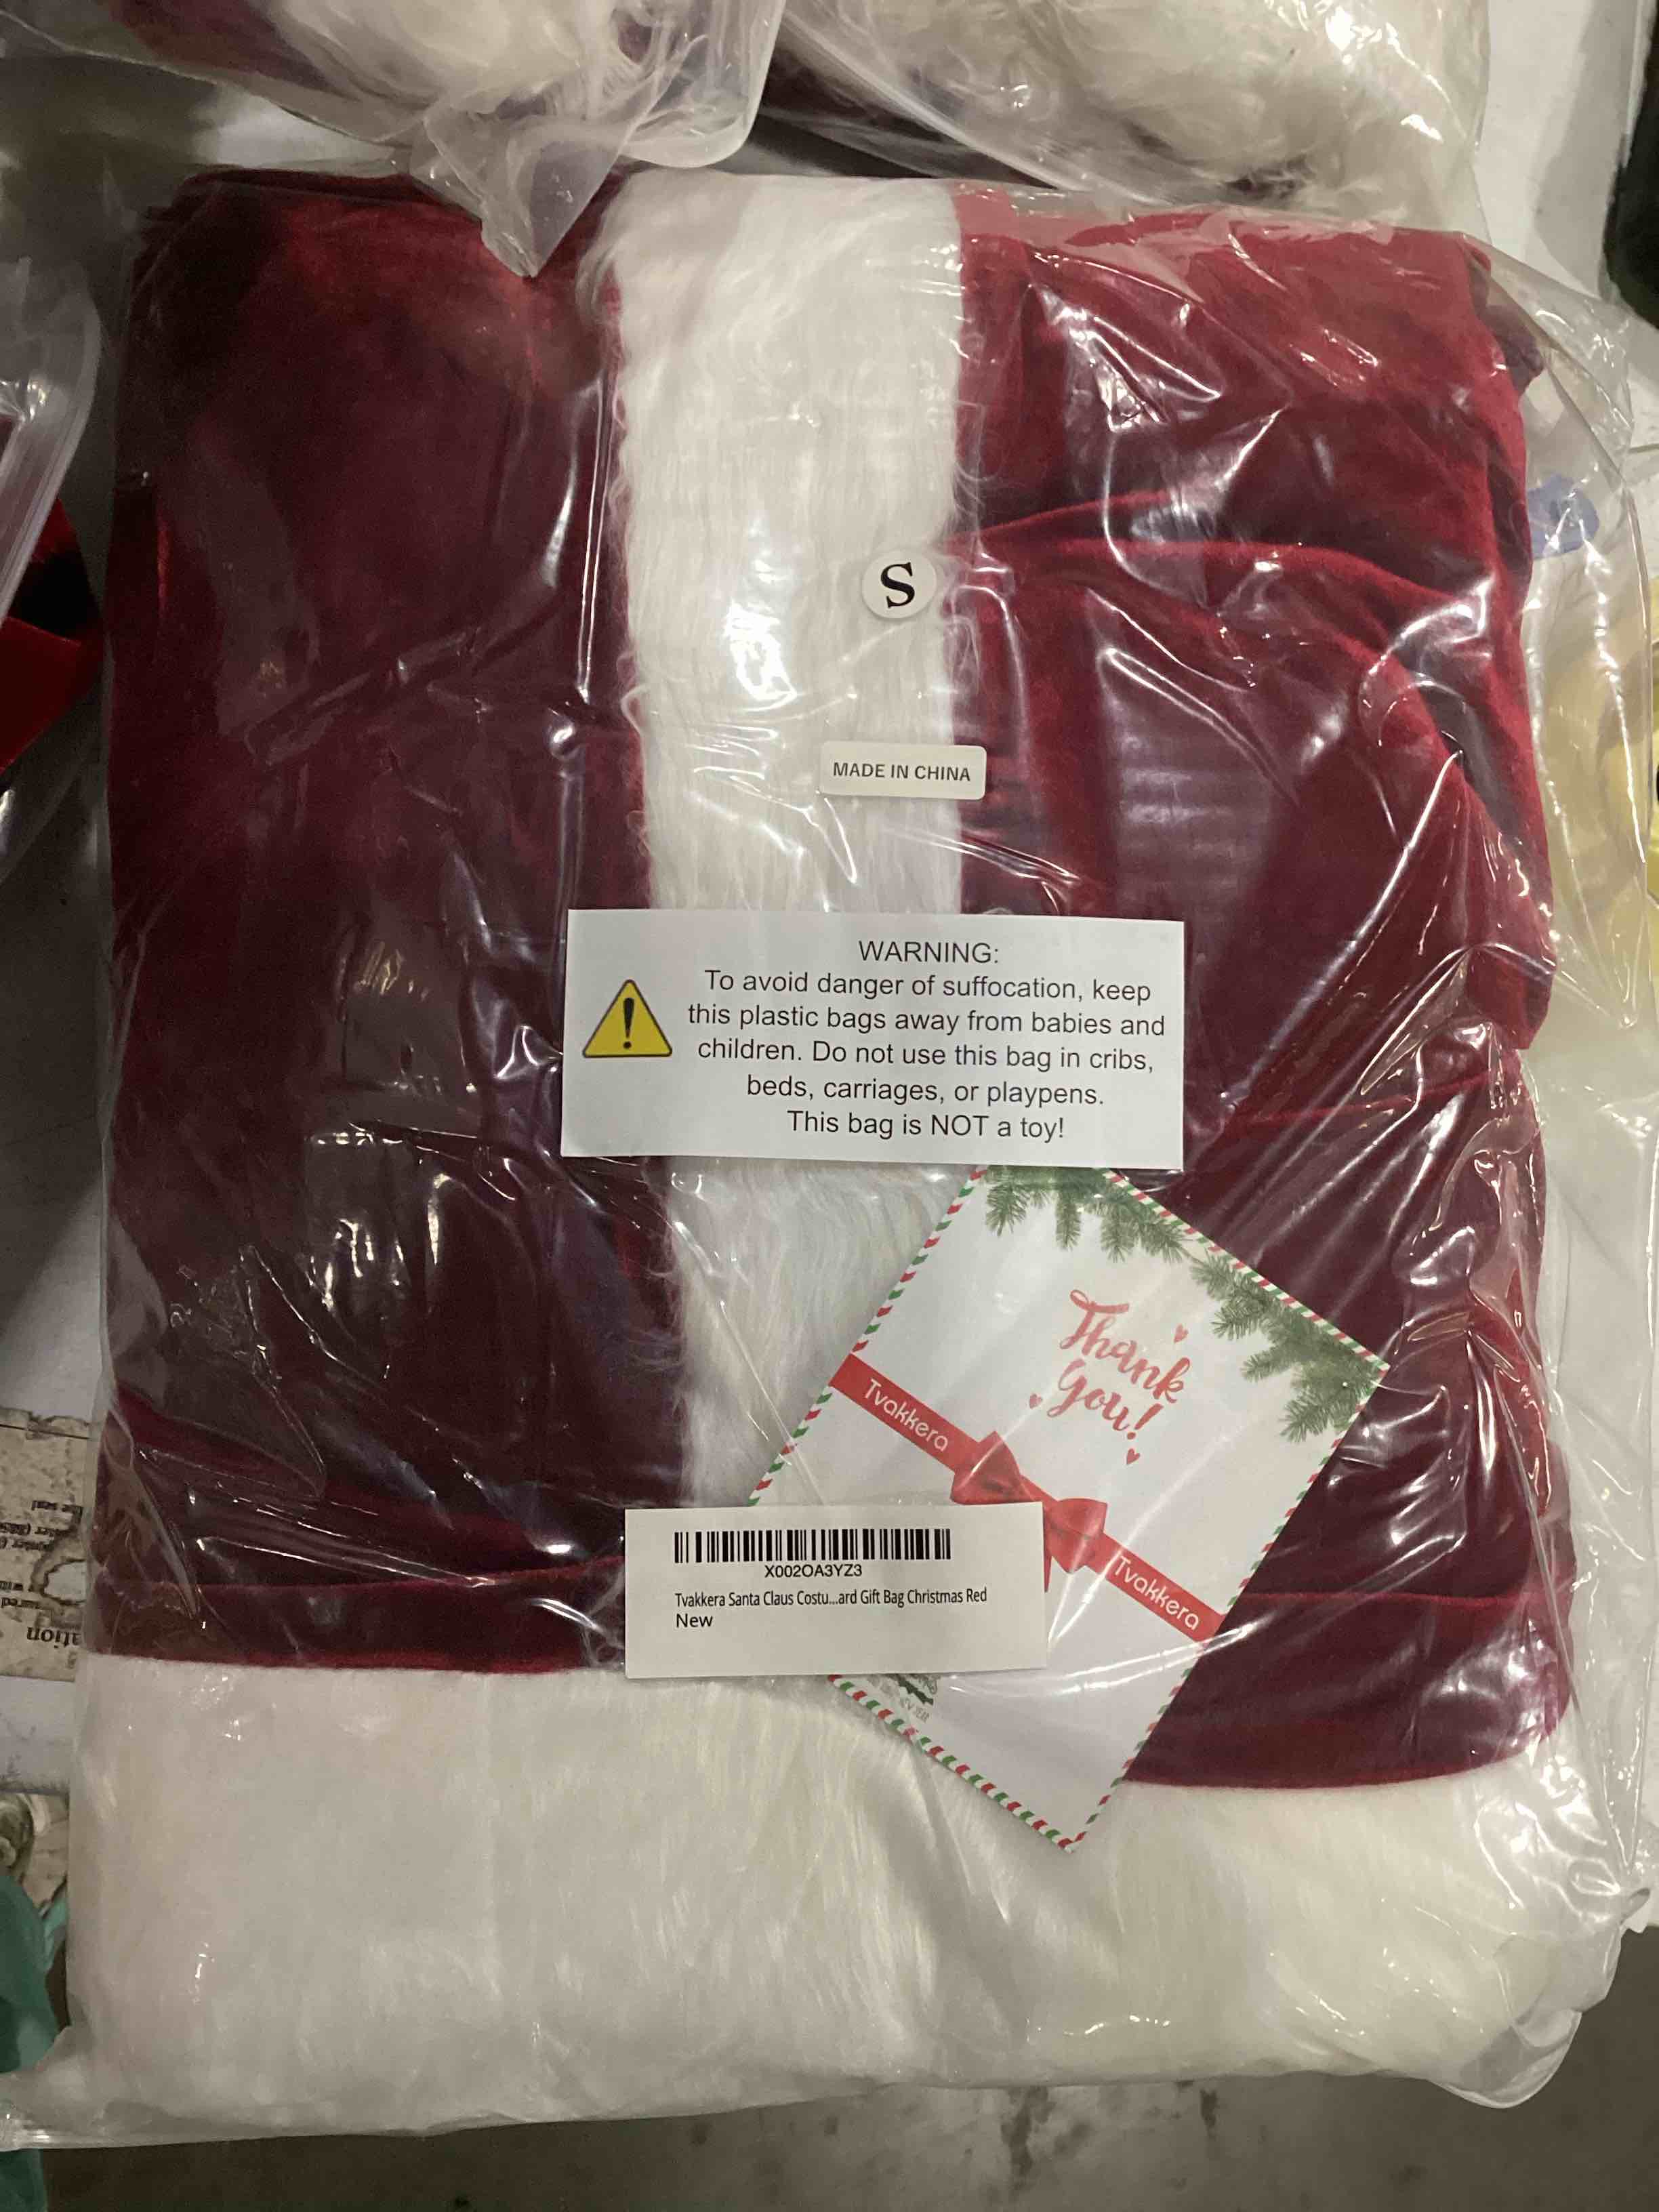 S
MADE IN CHINA
WARNING:
To avoid danger of suffocation, keep
this plastic bags away from babies and
children. Do not use this bag in cribs,
beds, carriages, or playpens.
This bag is NOT a toy!
Thank
You!
Tvakkera
Tvakkera
X002OA3YZ3
Tvakkera Santa Claus Costu...ard Gift Bag Christmas Red
New